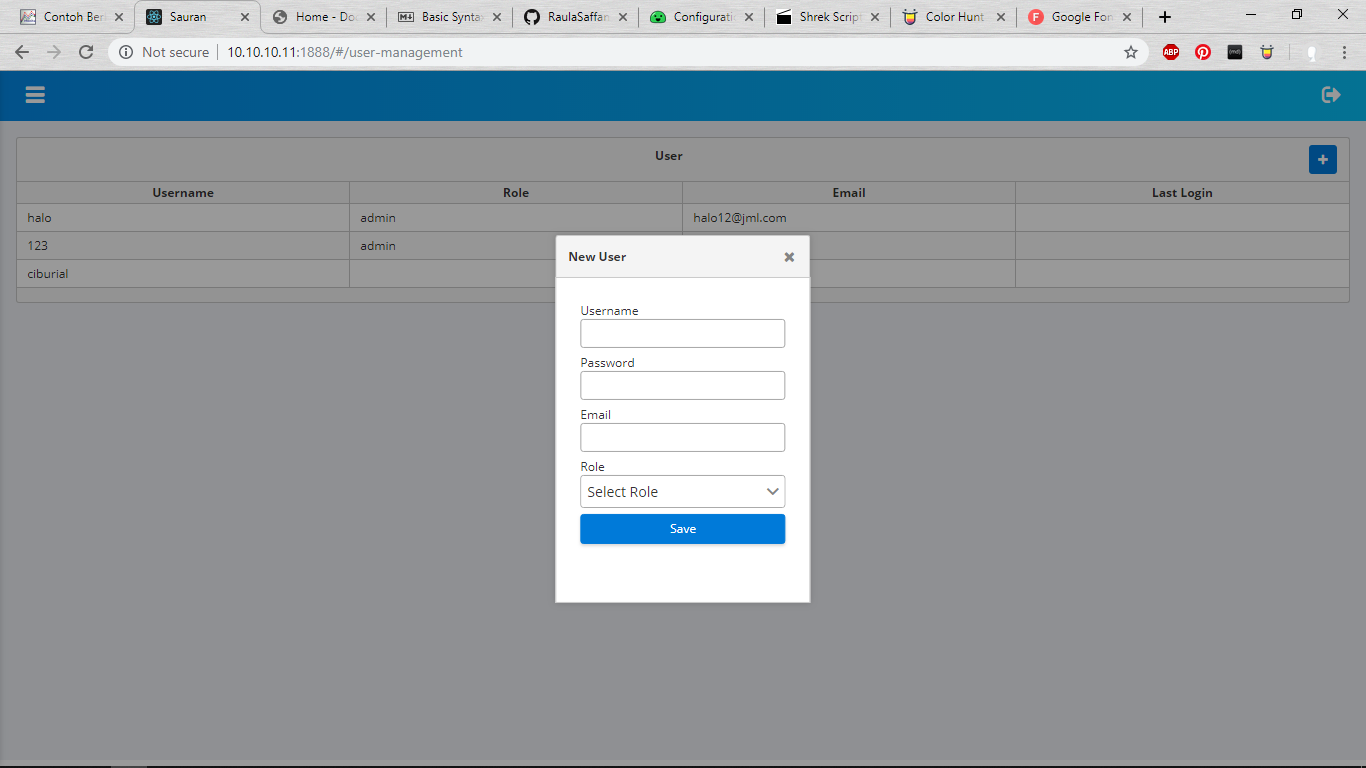 Contoh Ber
Sauran
Home - Do
Basic Synta
RaulaSaffan
Configurati
Shrek Script
Color Hunt
Google Fon
Not secure
10.10.10.11:1888/#/user-management
ABP
User
Username Role Email Last Login
halo admin halo12@jml.com
123 admin
ciburial
New User
Username
Password
Email
Role
Select Role
Save